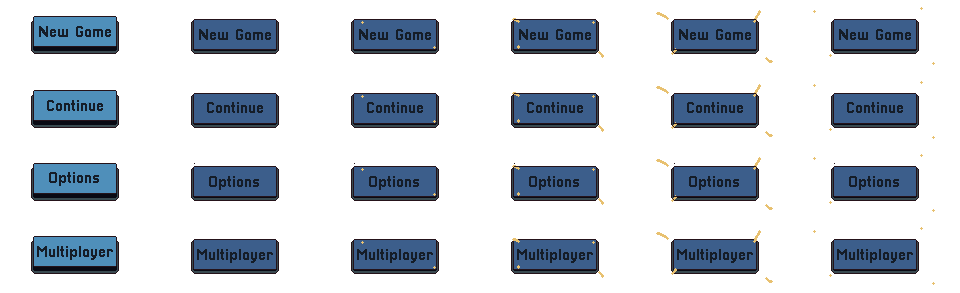 New Game New Game New Game New Game New Game New Game
Continue Continue Continue Continue Continue Continue
Options Options Options Options Options Options
Multiplayer Multiplayer Multiplayer Multiplayer Multiplayer Multiplayer